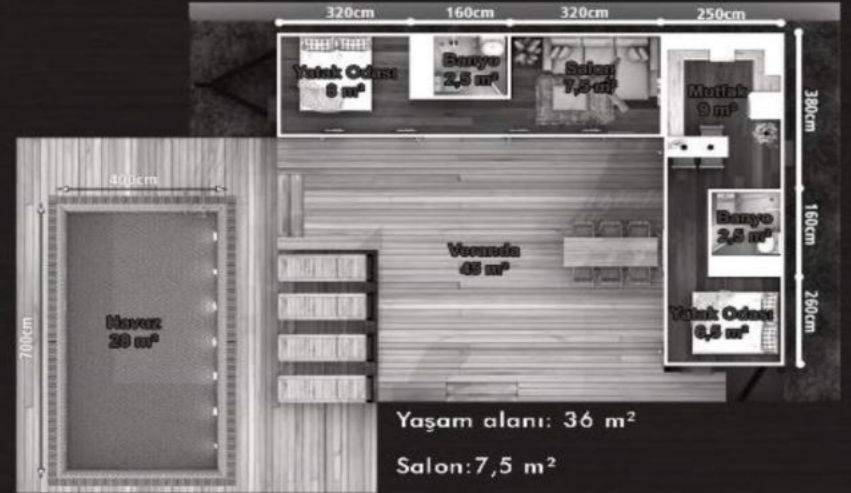 320cm 160cm 320cm 250cm
Yatak Odası
8 m²
Banyo
2,5 m²
Salon
7,5 m²
Mutfak
9 m²
380cm
400cm
Banyo
2,5 m²
160cm
Veranda
45 m²
Havuz
28 m²
700cm
Yatak Odası
6,5 m²
260cm
Yaşam alanı: 36 m²
Salon:7,5 m²